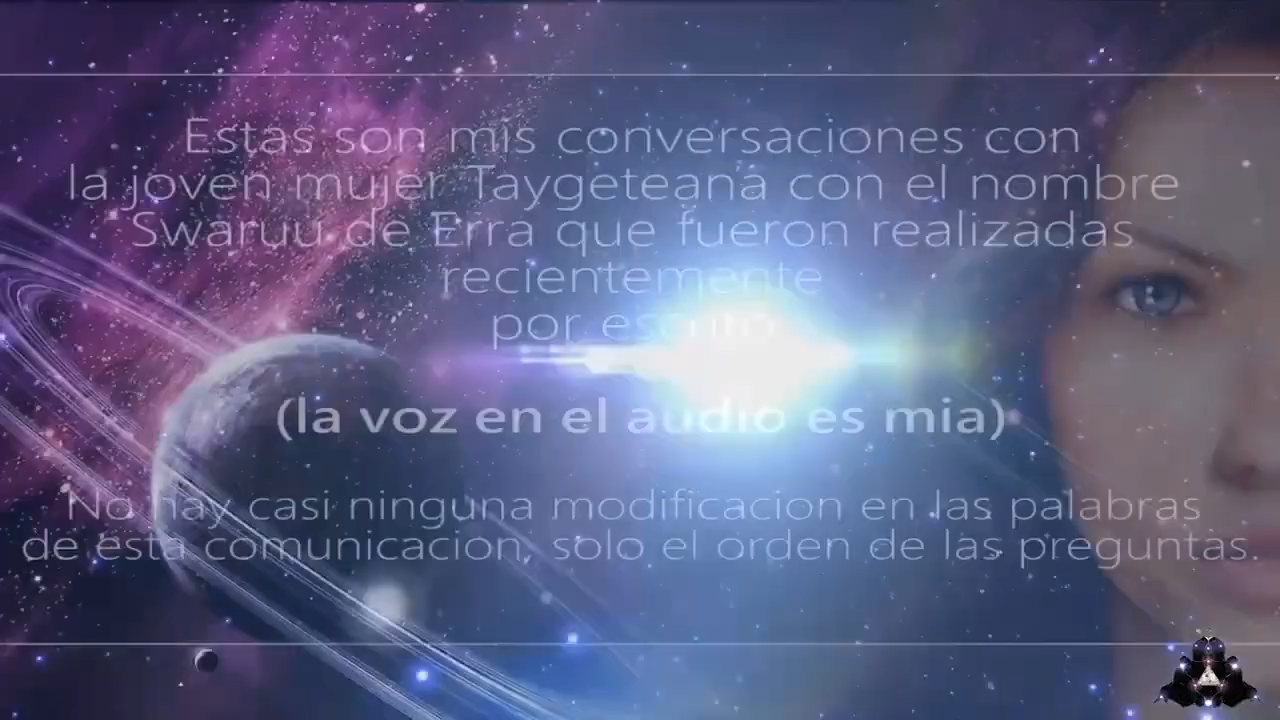 Estas son mis conversaciones con
la joven mujer Taygeteana con el nombre
Swaruu de Erra que fueron realizadas
recientemente
por escrito
(la voz en el audio es mia)
No hay casi ninguna modificacion en las palabras
de esta comunicacion, solo el orden de las preguntas.